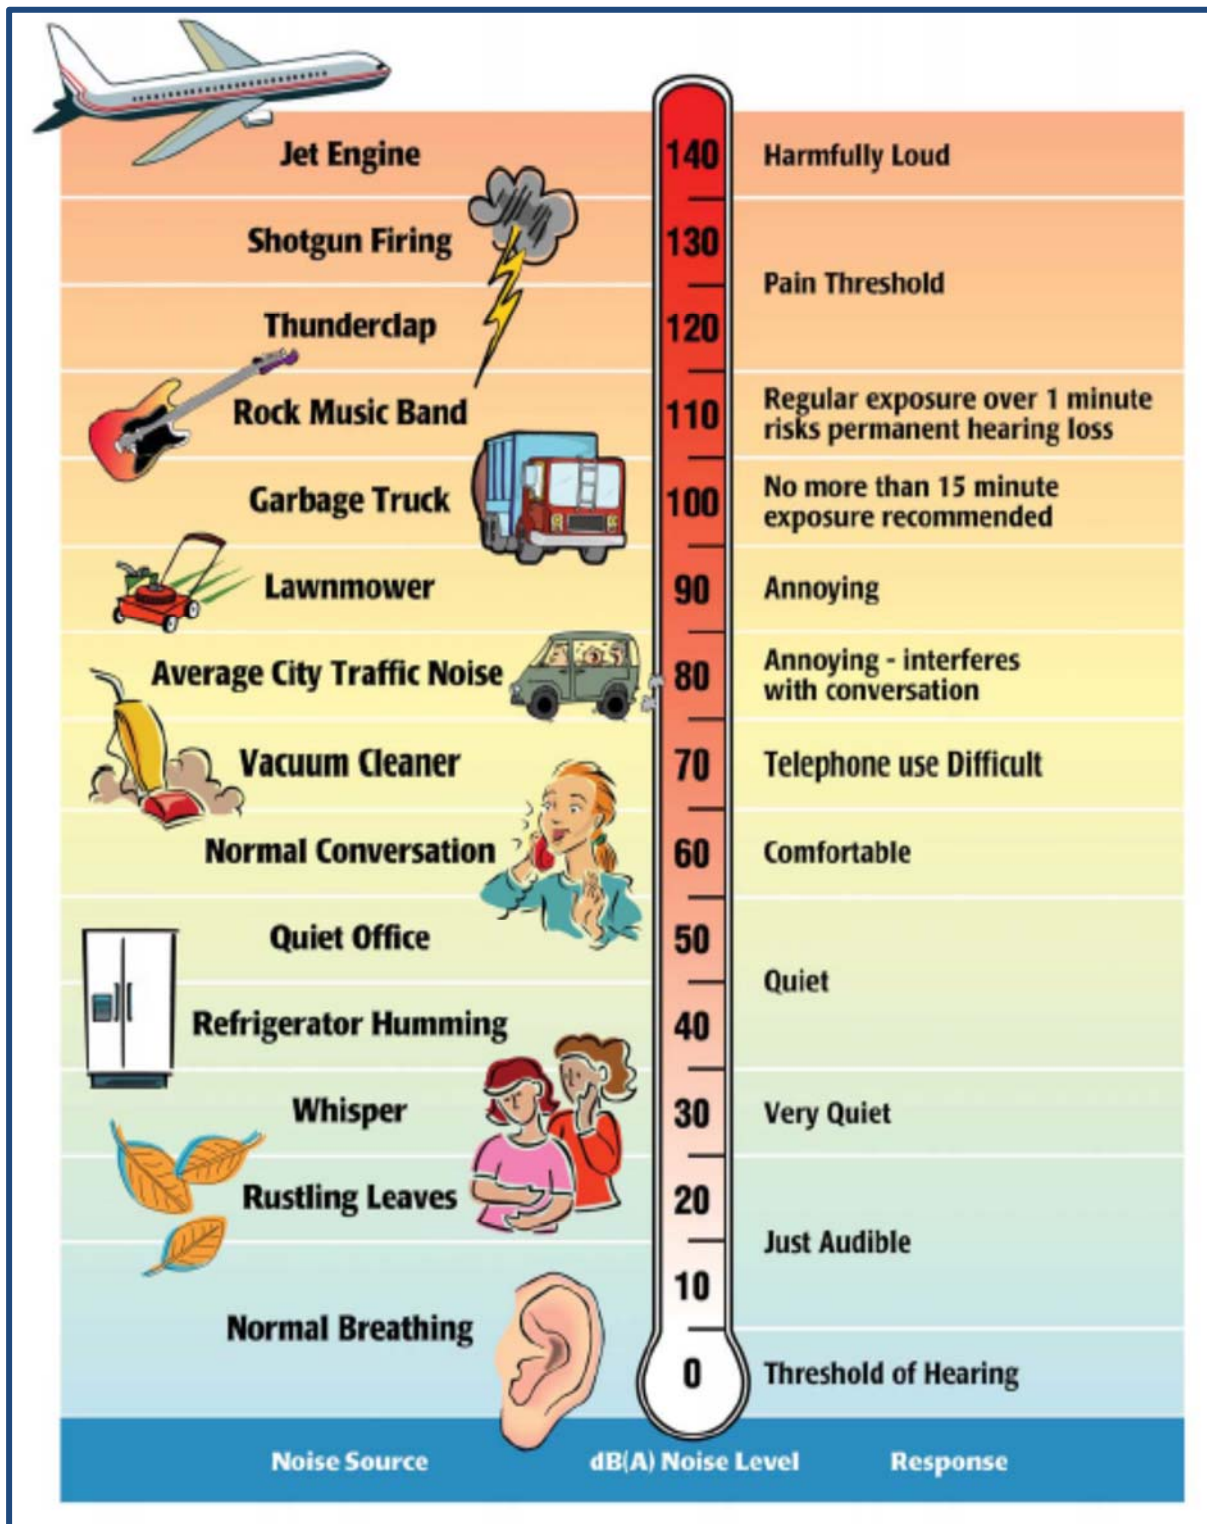 Jet Engine 140 Harmfully Loud
Shotgun Firing 130
Pain Threshold
Thunderclap 120
Rock Music Band 110 Regular exposure over 1 minute
risks permanent hearing loss
Garbage Truck 100 No more than 15 minute
exposure recommended
Lawnmower 90 Annoying
Average City Traffic Noise 80 Annoying - interferes
with conversation
Vacuum Cleaner 70 Telephone use Difficult
Normal Conversation 60 Comfortable
Quiet Office 50
Quiet
Refrigerator Humming 40
Whisper 30 Very Quiet
Rustling Leaves 20
Just Audible
10
Normal Breathing
0 Threshold of Hearing
Noise Source dB(A) Noise Level Response